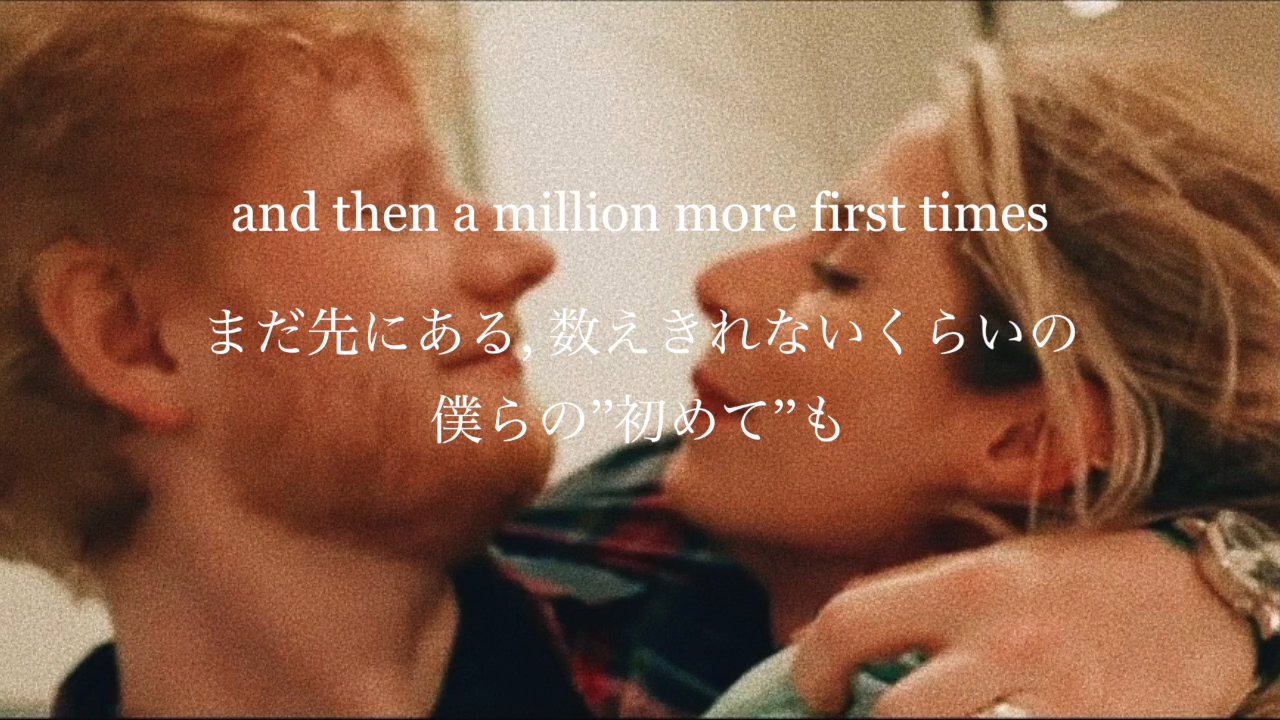 and then a million more first times
まだ先にある, 数えきれないくらいの
僕らの”初めて”も